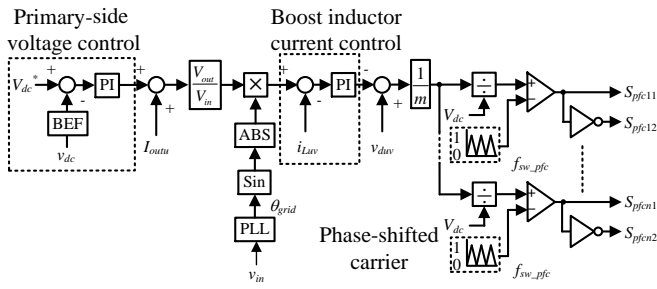 Primary-side
voltage control
Boost inductor
current control
V_dc*
+
-
PI
+
+
V_out
V_in
×
+
-
PI
-
+
1
m
÷
+
−
S_pfc11
BEF
V_dc
S_pfc12
v_dc
I_outu
ABS
i_Luv
v_duv
1
0
f_sw_pfc
Sin
θ_grid
÷
+
−
S_pfcn1
PLL
V_dc
S_pfcn2
Phase-shifted
carrier
v_in
1
0
f_sw_pfc